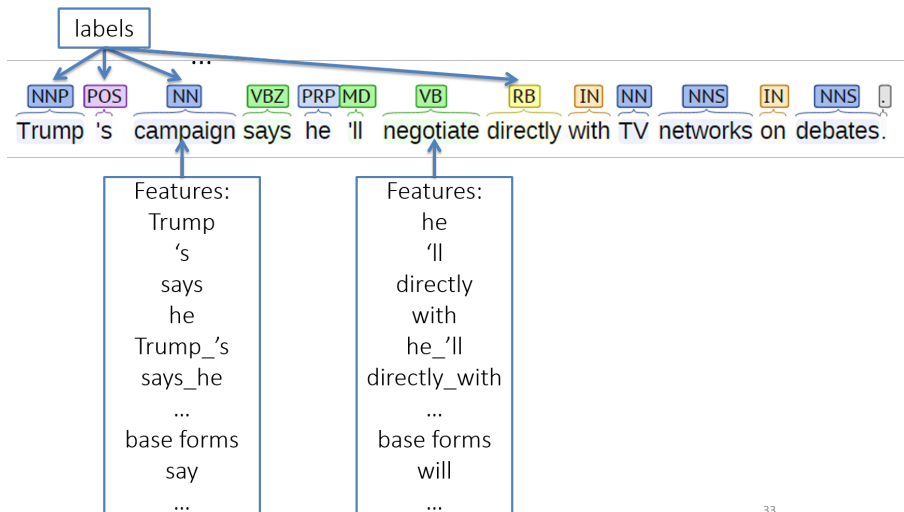 labels
...
NNP POS NN VBZ PRP MD VB RB IN NN NNS IN NNS .
Trump 's campaign says he 'll negotiate directly with TV networks on debates.
Features:
Trump
‘s
says
he
Trump_’s
says_he
...
base forms
say
...
Features:
he
‘ll
directly
with
he_’ll
directly_with
...
base forms
will
...
33